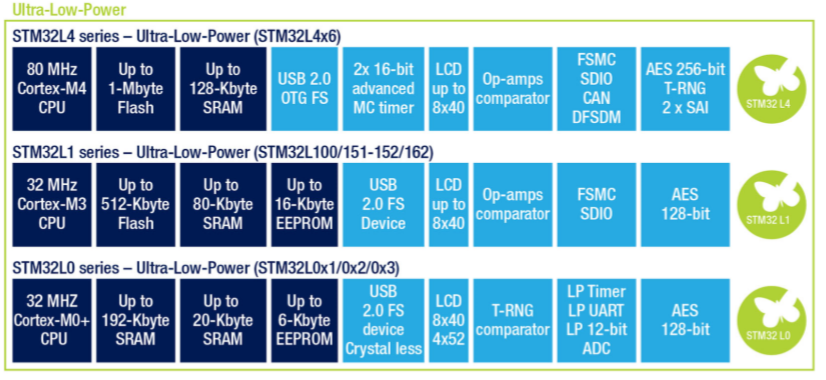 Ultra-Low-Power
STM32L4 series – Ultra-Low-Power (STM32L4x6)
80 MHz
Cortex-M4
CPU
Up to
1-Mbyte
Flash
Up to
128-Kbyte
SRAM
USB 2.0
OTG FS
2x 16-bit
advanced
MC timer
LCD
up to
8x40
Op-amps
comparator
FSMC
SDIO
CAN
DFSDM
AES 256-bit
T-RNG
2 x SAI
STM32 L4
STM32L1 series – Ultra-Low-Power (STM32L100/151-152/162)
32 MHz
Cortex-M3
CPU
Up to
512-Kbyte
Flash
Up to
80-Kbyte
SRAM
Up to
16-Kbyte
EEPROM
USB
2.0 FS
Device
LCD
up to
8x40
Op-amps
comparator
FSMC
SDIO
AES
128-bit
STM32 L1
STM32L0 series – Ultra-Low-Power (STM32L0x1/0x2/0x3)
32 MHZ
Cortex-M0+
CPU
Up to
192-Kbyte
SRAM
Up to
20-Kbyte
SRAM
Up to
6-Kbyte
EEPROM
USB
2.0 FS
device
Crystal less
LCD
8x40
4x52
T-RNG
comparator
LP Timer
LP UART
LP 12-bit
ADC
AES
128-bit
STM32 L0